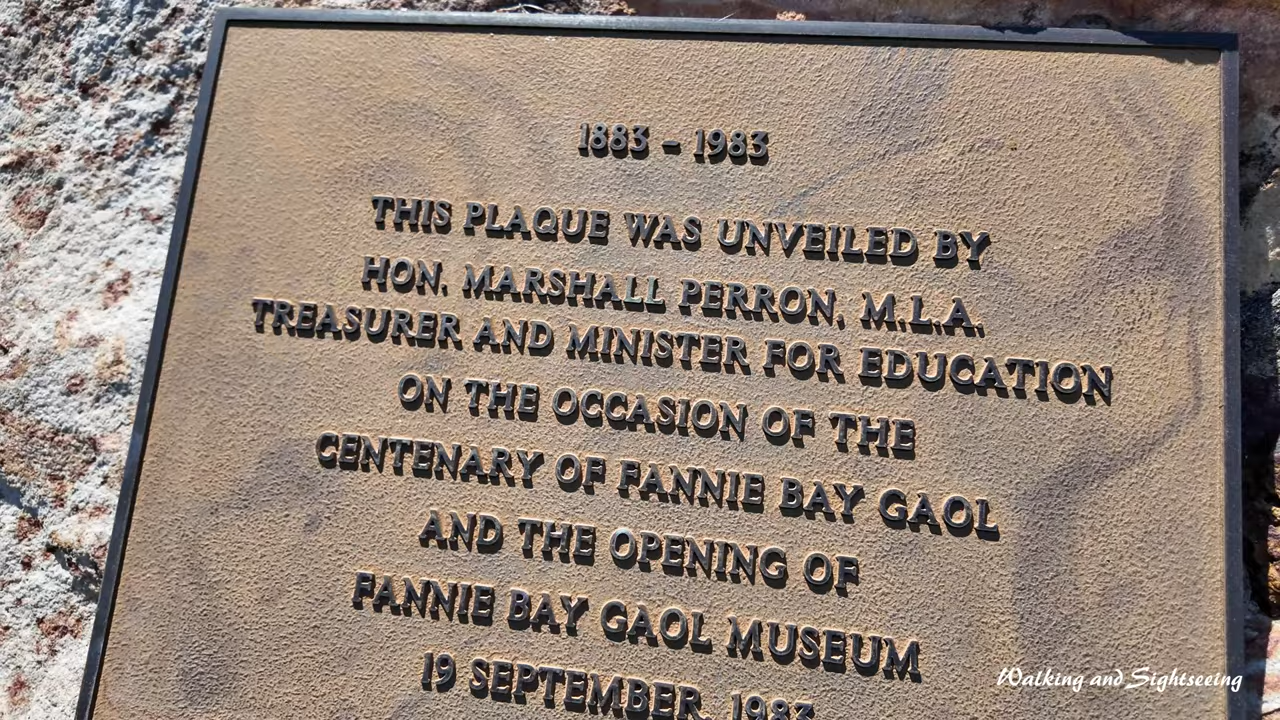 1883 – 1983
THIS PLAQUE WAS UNVEILED BY
HON. MARSHALL PERRON, M.L.A.
TREASURER AND MINISTER FOR EDUCATION
ON THE OCCASION OF THE
CENTENARY OF FANNIE BAY GAOL
AND THE OPENING OF
FANNIE BAY GAOL MUSEUM
19 SEPTEMBER, 1983
Walking and Sightseeing